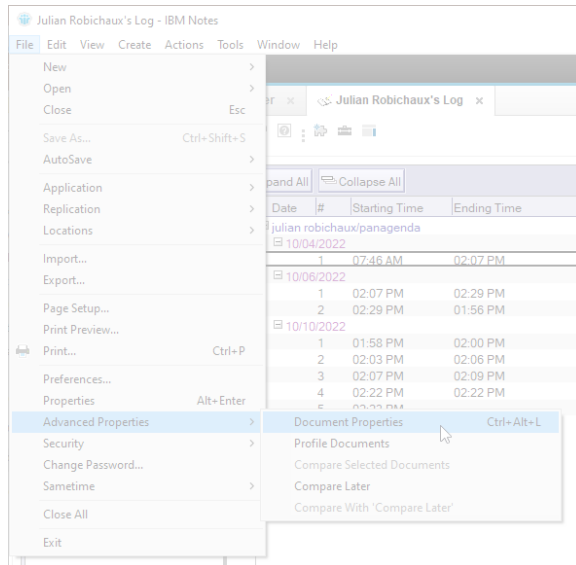 Julian Robichaux's Log - IBM Notes
File Edit View Create Actions Tools Window Help
New
Open
Close Esc
Julian Robichaux's Log
Save As... Ctrl+Shift+S
AutoSave
pand All Collapse All
Application
Replication
Locations
Date # Starting Time Ending Time
julian robichaux/panagenda
10/04/2022
1 07:46 AM 02:07 PM
10/06/2022
1 02:07 PM 02:29 PM
2 02:29 PM 01:56 PM
10/10/2022
1 01:58 PM 02:00 PM
2 02:03 PM 02:06 PM
3 02:07 PM 02:09 PM
4 02:22 PM 02:22 PM
Import...
Export...
Page Setup...
Print Preview...
Print... Ctrl+P
Preferences...
Properties Alt+Enter
Advanced Properties
Security
Change Password...
Sametime
Close All
Exit
Document Properties Ctrl+Alt+L
Profile Documents
Compare Selected Documents
Compare Later
Compare With 'Compare Later'